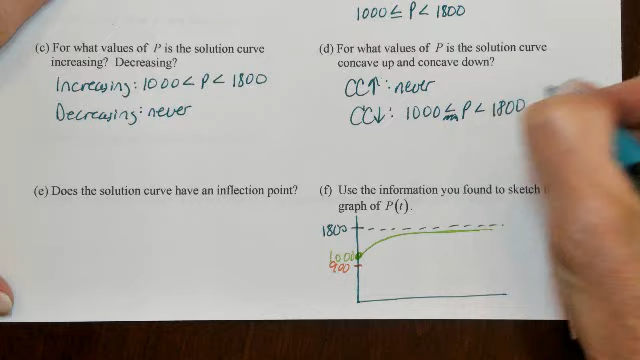 1000 ≤ P < 1800
(c) For what values of P is the solution curve
increasing? Decreasing?
Increasing: 1000 < P < 1800
Decreasing: never
(d) For what values of P is the solution curve
concave up and concave down?
CC↑: never
CC↓: 1000 ≤ P < 1800
(e) Does the solution curve have an inflection point?
(f) Use the information you found to sketch
graph of P(t).
1800
1000
900